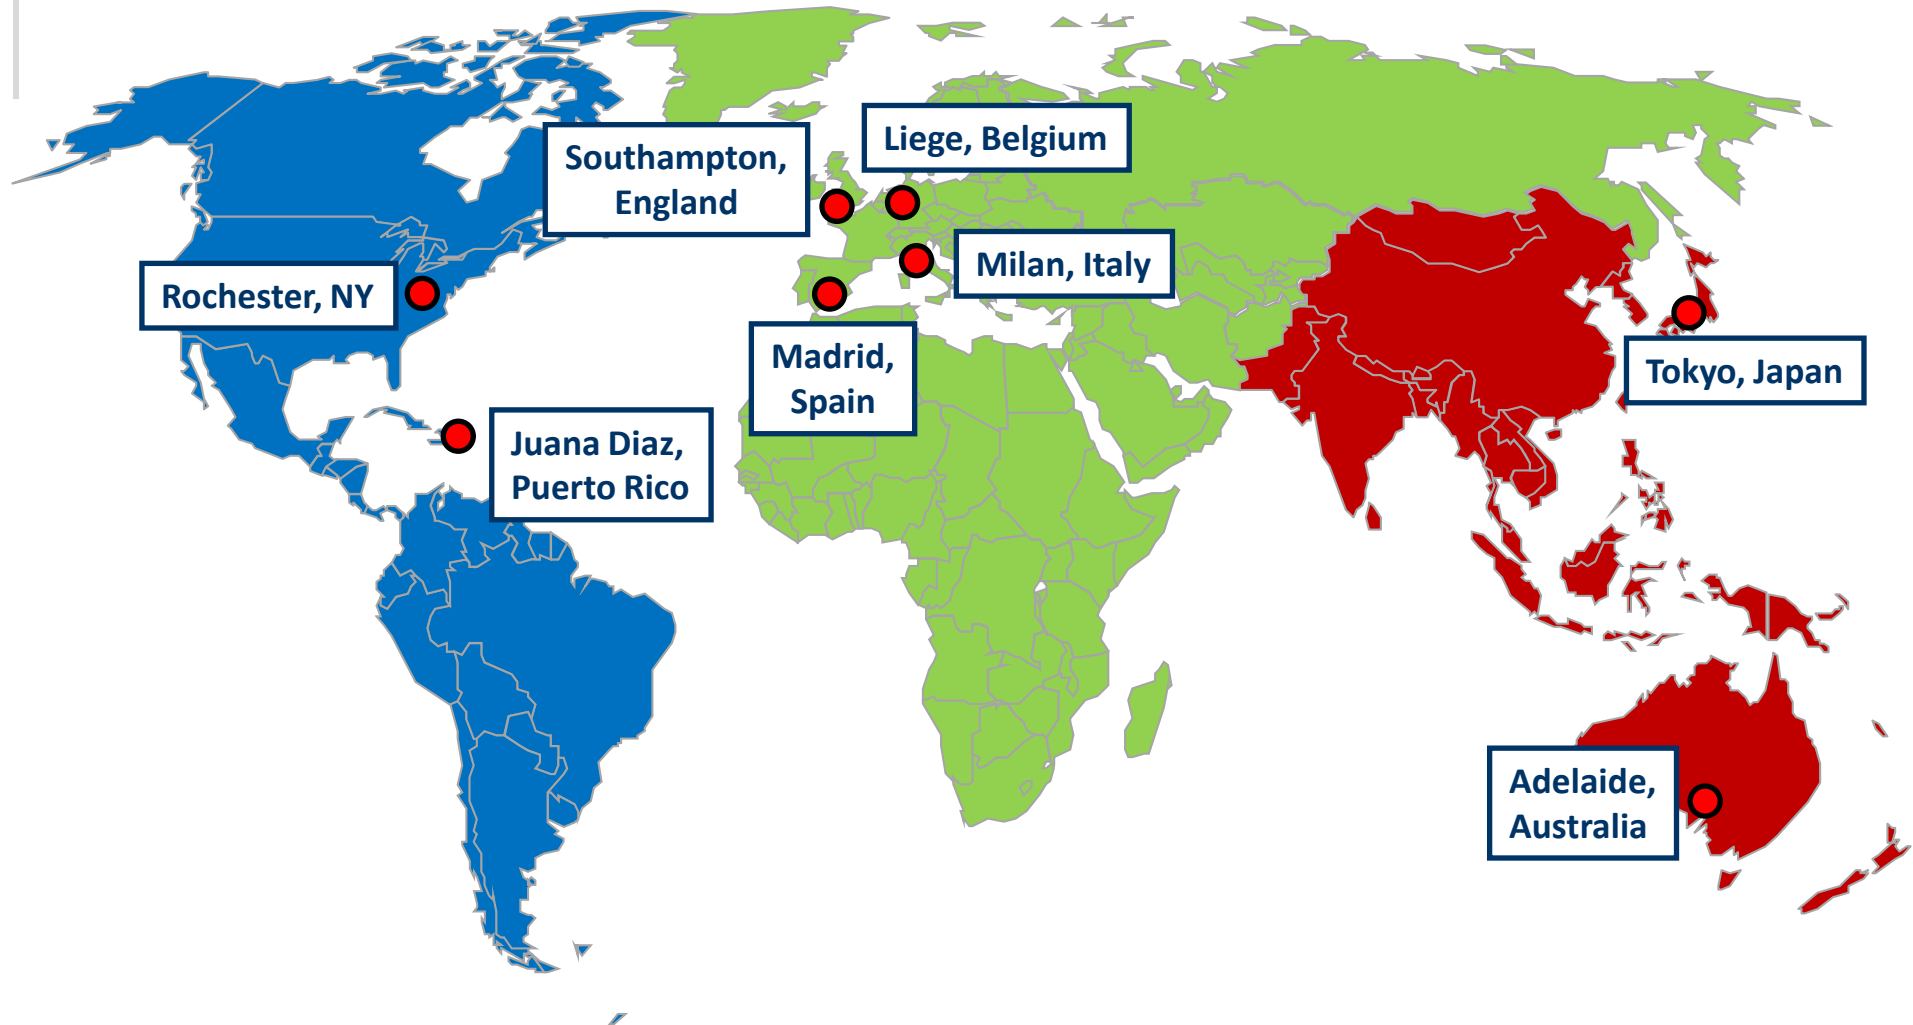 Liege, Belgium
Southampton,
England
Milan, Italy
Rochester, NY
Madrid,
Spain
Tokyo, Japan
Juana Diaz,
Puerto Rico
Adelaide,
Australia